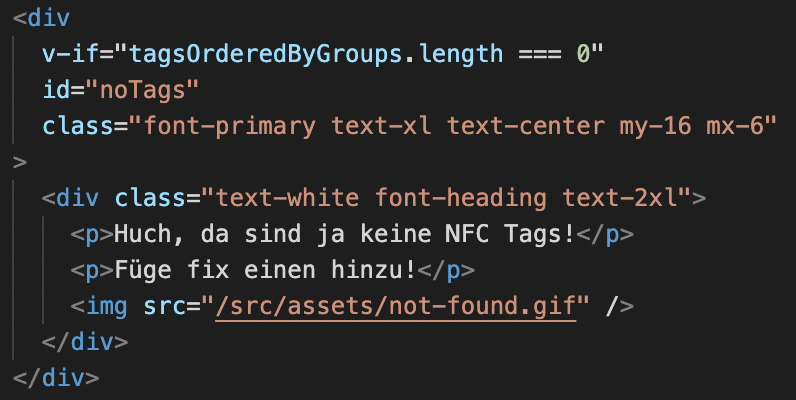 <div
v-if="tagsOrderedByGroups.length === 0"
id="noTags"
class="font-primary text-xl text-center my-16 mx-6"
>
<div class="text-white font-heading text-2xl">
<p>Huch, da sind ja keine NFC Tags!</p>
<p>Füge fix einen hinzu!</p>
<img src="/src/assets/not-found.gif" />
</div>
</div>